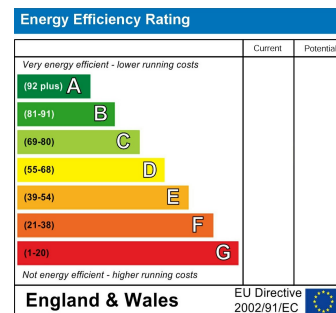 Energy Efficiency Rating
Current Potential
Very energy efficient - lower running costs
(92 plus) A
(81-91) B
(69-80) C
(55-68) D
(39-54) E
(21-38) F
(1-20) G
Not energy efficient - higher running costs
England & Wales
EU Directive
2002/91/EC